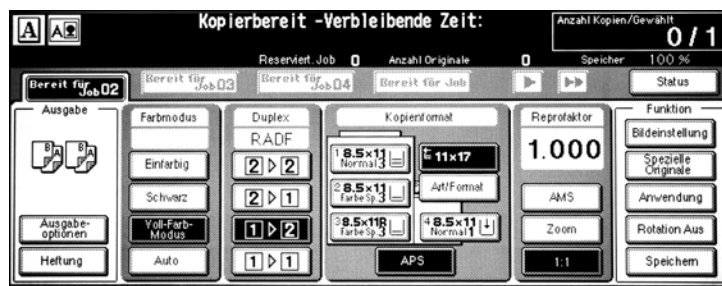 A A
Kopierbereit -Verbleibende Zeit:
Anzahl Kopien/Gewählt
0 / 1
Reserviert. Job 0 Anzahl Originale 0 Speicher 100 %
Bereit für Job 02
Bereit für Job 03
Bereit für Job 04
Bereit für Job
Status
Ausgabe
B A B A
Ausgabe-
optionen
Heftung
Farbmodus
Einfarbig
Schwarz
Voll-Farb-
Modus
Auto
Duplex
RADF
2 ▷ 2
2 ▷ 1
1 ▷ 2
1 ▷ 1
Kopienformat
1 8.5×11
Normal 3
2 8.5×11
Farbe Sp. 3
3 8.5×11R
Farbe Sp. 3
11×17
Art/Format
4 8.5×11
Normal 1
APS
Reprofaktor
1.000
AMS
Zoom
1:1
Funktion
Bildeinstellung
Spezielle
Originale
Anwendung
Rotation Aus
Speichern